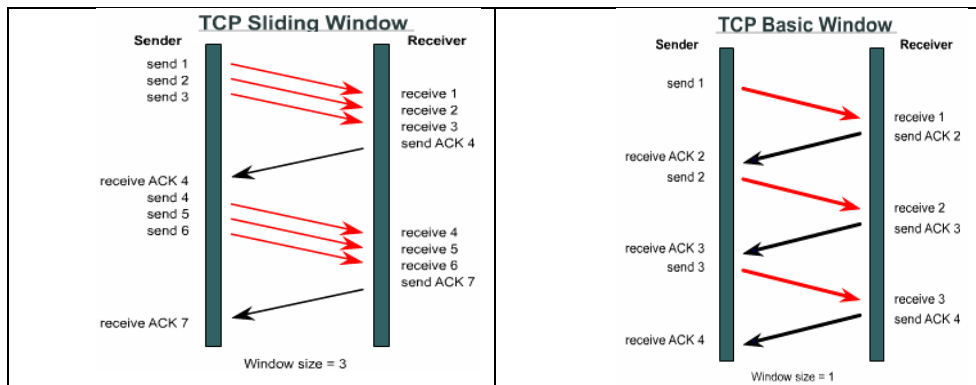 TCP Sliding Window
Sender
Receiver
send 1
send 2
send 3
receive 1
receive 2
receive 3
send ACK 4
receive ACK 4
send 4
send 5
send 6
receive 4
receive 5
receive 6
send ACK 7
receive ACK 7
Window size = 3
TCP Basic Window
Sender
Receiver
send 1
receive 1
send ACK 2
receive ACK 2
send 2
receive 2
send ACK 3
receive ACK 3
send 3
receive 3
send ACK 4
receive ACK 4
Window size = 1